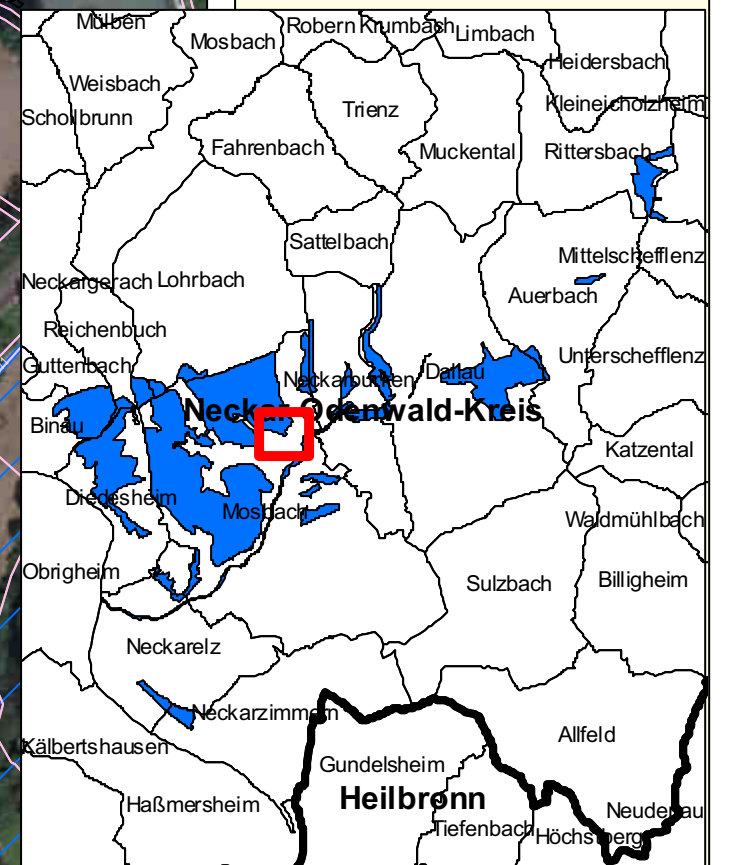 Mülben
Mosbach
Robern
Krumbach
Limbach
Weisbach
Heidersbach
Schollbrunn
Trienz
Kleineicholzheim
Fahrenbach
Muckental
Rittersbach
Sattelbach
Mittelschefflenz
Neckargerach
Lohrbach
Auerbach
Reichenbuch
Guttenbach
Unterschefflenz
Neckarburken
Dallau
Neckar-Odenwald-Kreis
Binau
Katzental
Diedesheim
Mosbach
Waldmühlbach
Obrigheim
Sulzbach
Billigheim
Neckarelz
Neckarzimmern
Allfeld
Kälbertshausen
Gundelsheim
Heilbronn
Haßmersheim
Neudenau
Tiefenbach
Höchstberg